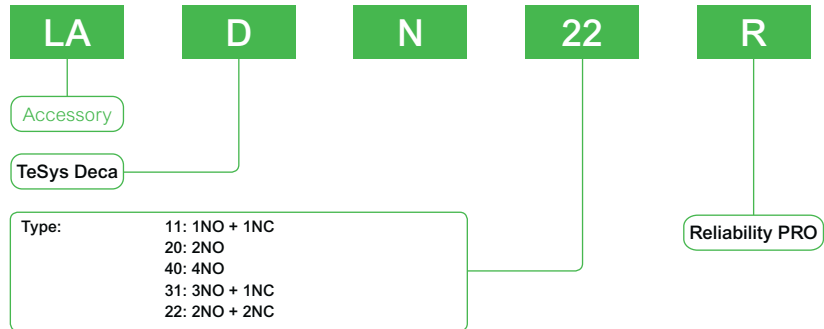 LA D N 22 R
Accessory
TeSys Deca
Type: 11: 1NO + 1NC
20: 2NO
40: 4NO
31: 3NO + 1NC
22: 2NO + 2NC
Reliability PRO